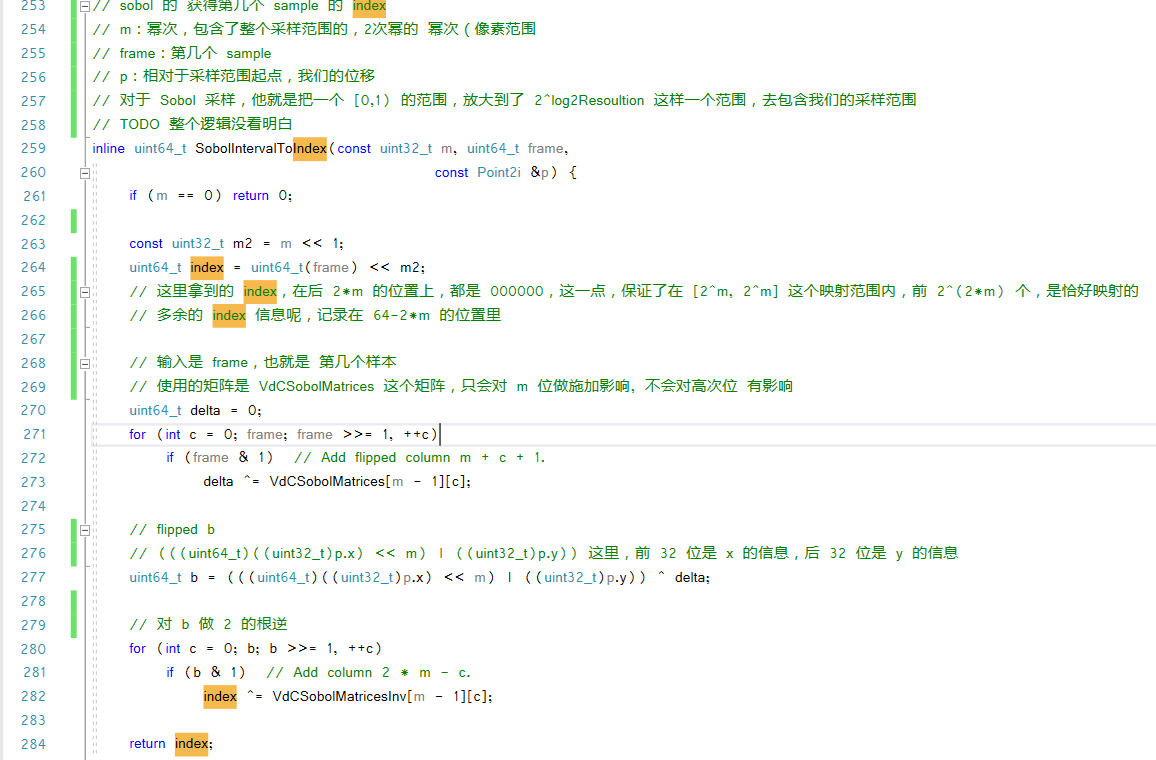 253 // sobol 的 获得第几个 sample 的 index
254 // m：幂次，包含了整个采样范围的，2次幂的 幂次（像素范围
255 // frame：第几个 sample
256 // p：相对于采样范围起点，我们的位移
257 // 对于 Sobol 采样，他就是把一个 [0,1) 的范围，放大到了 2^log2Resoultion 这样一个范围，去包含我们的采样范围
258 // TODO 整个逻辑没看明白
259 inline uint64_t SobolIntervalToIndex(const uint32_t m, uint64_t frame,
260 const Point2i &p) {
261 if (m == 0) return 0;
262
263 const uint32_t m2 = m << 1;
264 uint64_t index = uint64_t(frame) << m2;
265 // 这里拿到的 index，在后 2*m 的位置上，都是 000000，这一点，保证了在 [2^m, 2^m] 这个映射范围内，前 2^(2*m) 个，是恰好映射的
266 // 多余的 index 信息呢，记录在 64-2*m 的位置里
267
268 // 输入是 frame，也就是 第几个样本
269 // 使用的矩阵是 VdCSobolMatrices 这个矩阵，只会对 m 位做施加影响, 不会对高次位 有影响
270 uint64_t delta = 0;
271 for (int c = 0; frame; frame >>= 1, ++c)
272 if (frame & 1) // Add flipped column m + c + 1.
273 delta ^= VdCSobolMatrices[m - 1][c];
274
275 // flipped b
276 // (((uint64_t)((uint32_t)p.x) << m) | ((uint32_t)p.y)) 这里，前 32 位是 x 的信息，后 32 位是 y 的信息
277 uint64_t b = (((uint64_t)((uint32_t)p.x) << m) | ((uint32_t)p.y)) ^ delta;
278
279 // 对 b 做 2 的根逆
280 for (int c = 0; b; b >>= 1, ++c)
281 if (b & 1) // Add column 2 * m - c.
282 index ^= VdCSobolMatricesInv[m - 1][c];
283
284 return index;